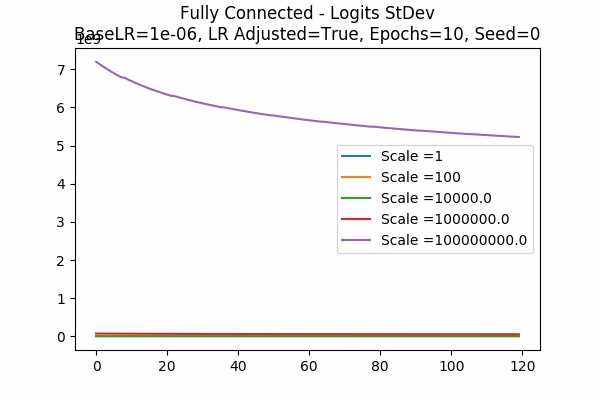 Fully Connected - Logits StDev
BaseLR=1e-06, LR Adjusted=True, Epochs=10, Seed=0
1e9
7
6
5
4
3
2
1
0
Scale =1
Scale =100
Scale =10000.0
Scale =1000000.0
Scale =100000000.0
0 20 40 60 80 100 120